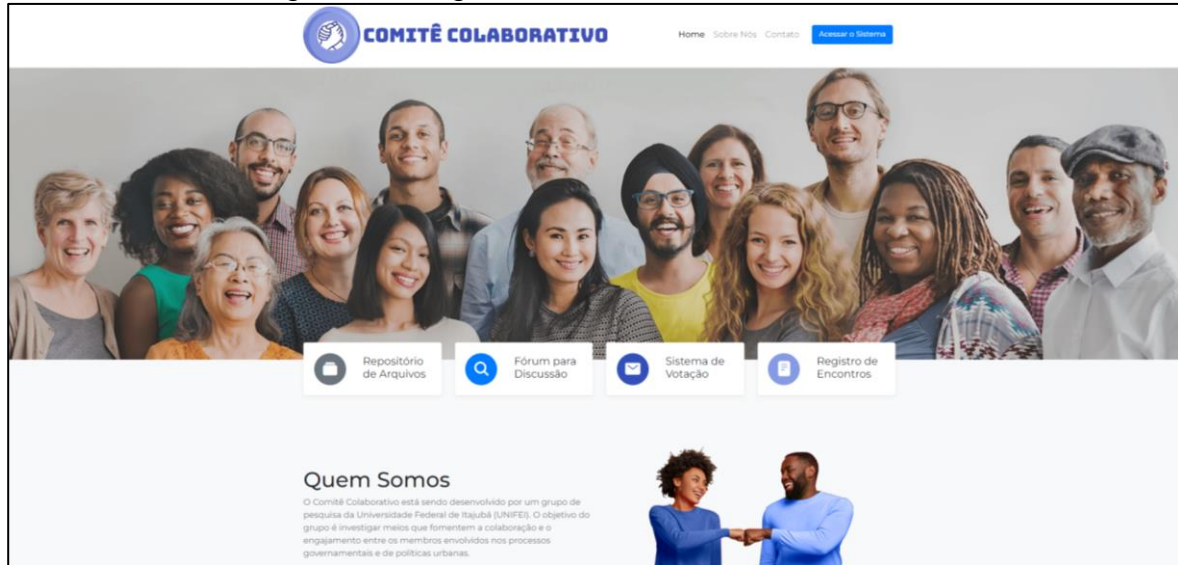 COMITÊ COLABORATIVO
Home Sobre Nós Contato Acessar o Sistema
Repositório
de Arquivos
Fórum para
Discussão
Sistema de
Votação
Registro de
Encontros
Quem Somos
O Comitê Colaborativo está sendo desenvolvido por um grupo de
pesquisa da Universidade Federal de Itajubá (UNIFEI). O objetivo do
grupo é investigar meios que fomentem a colaboração e o
engajamento entre os membros envolvidos nos processos
governamentais e de políticas urbanas.